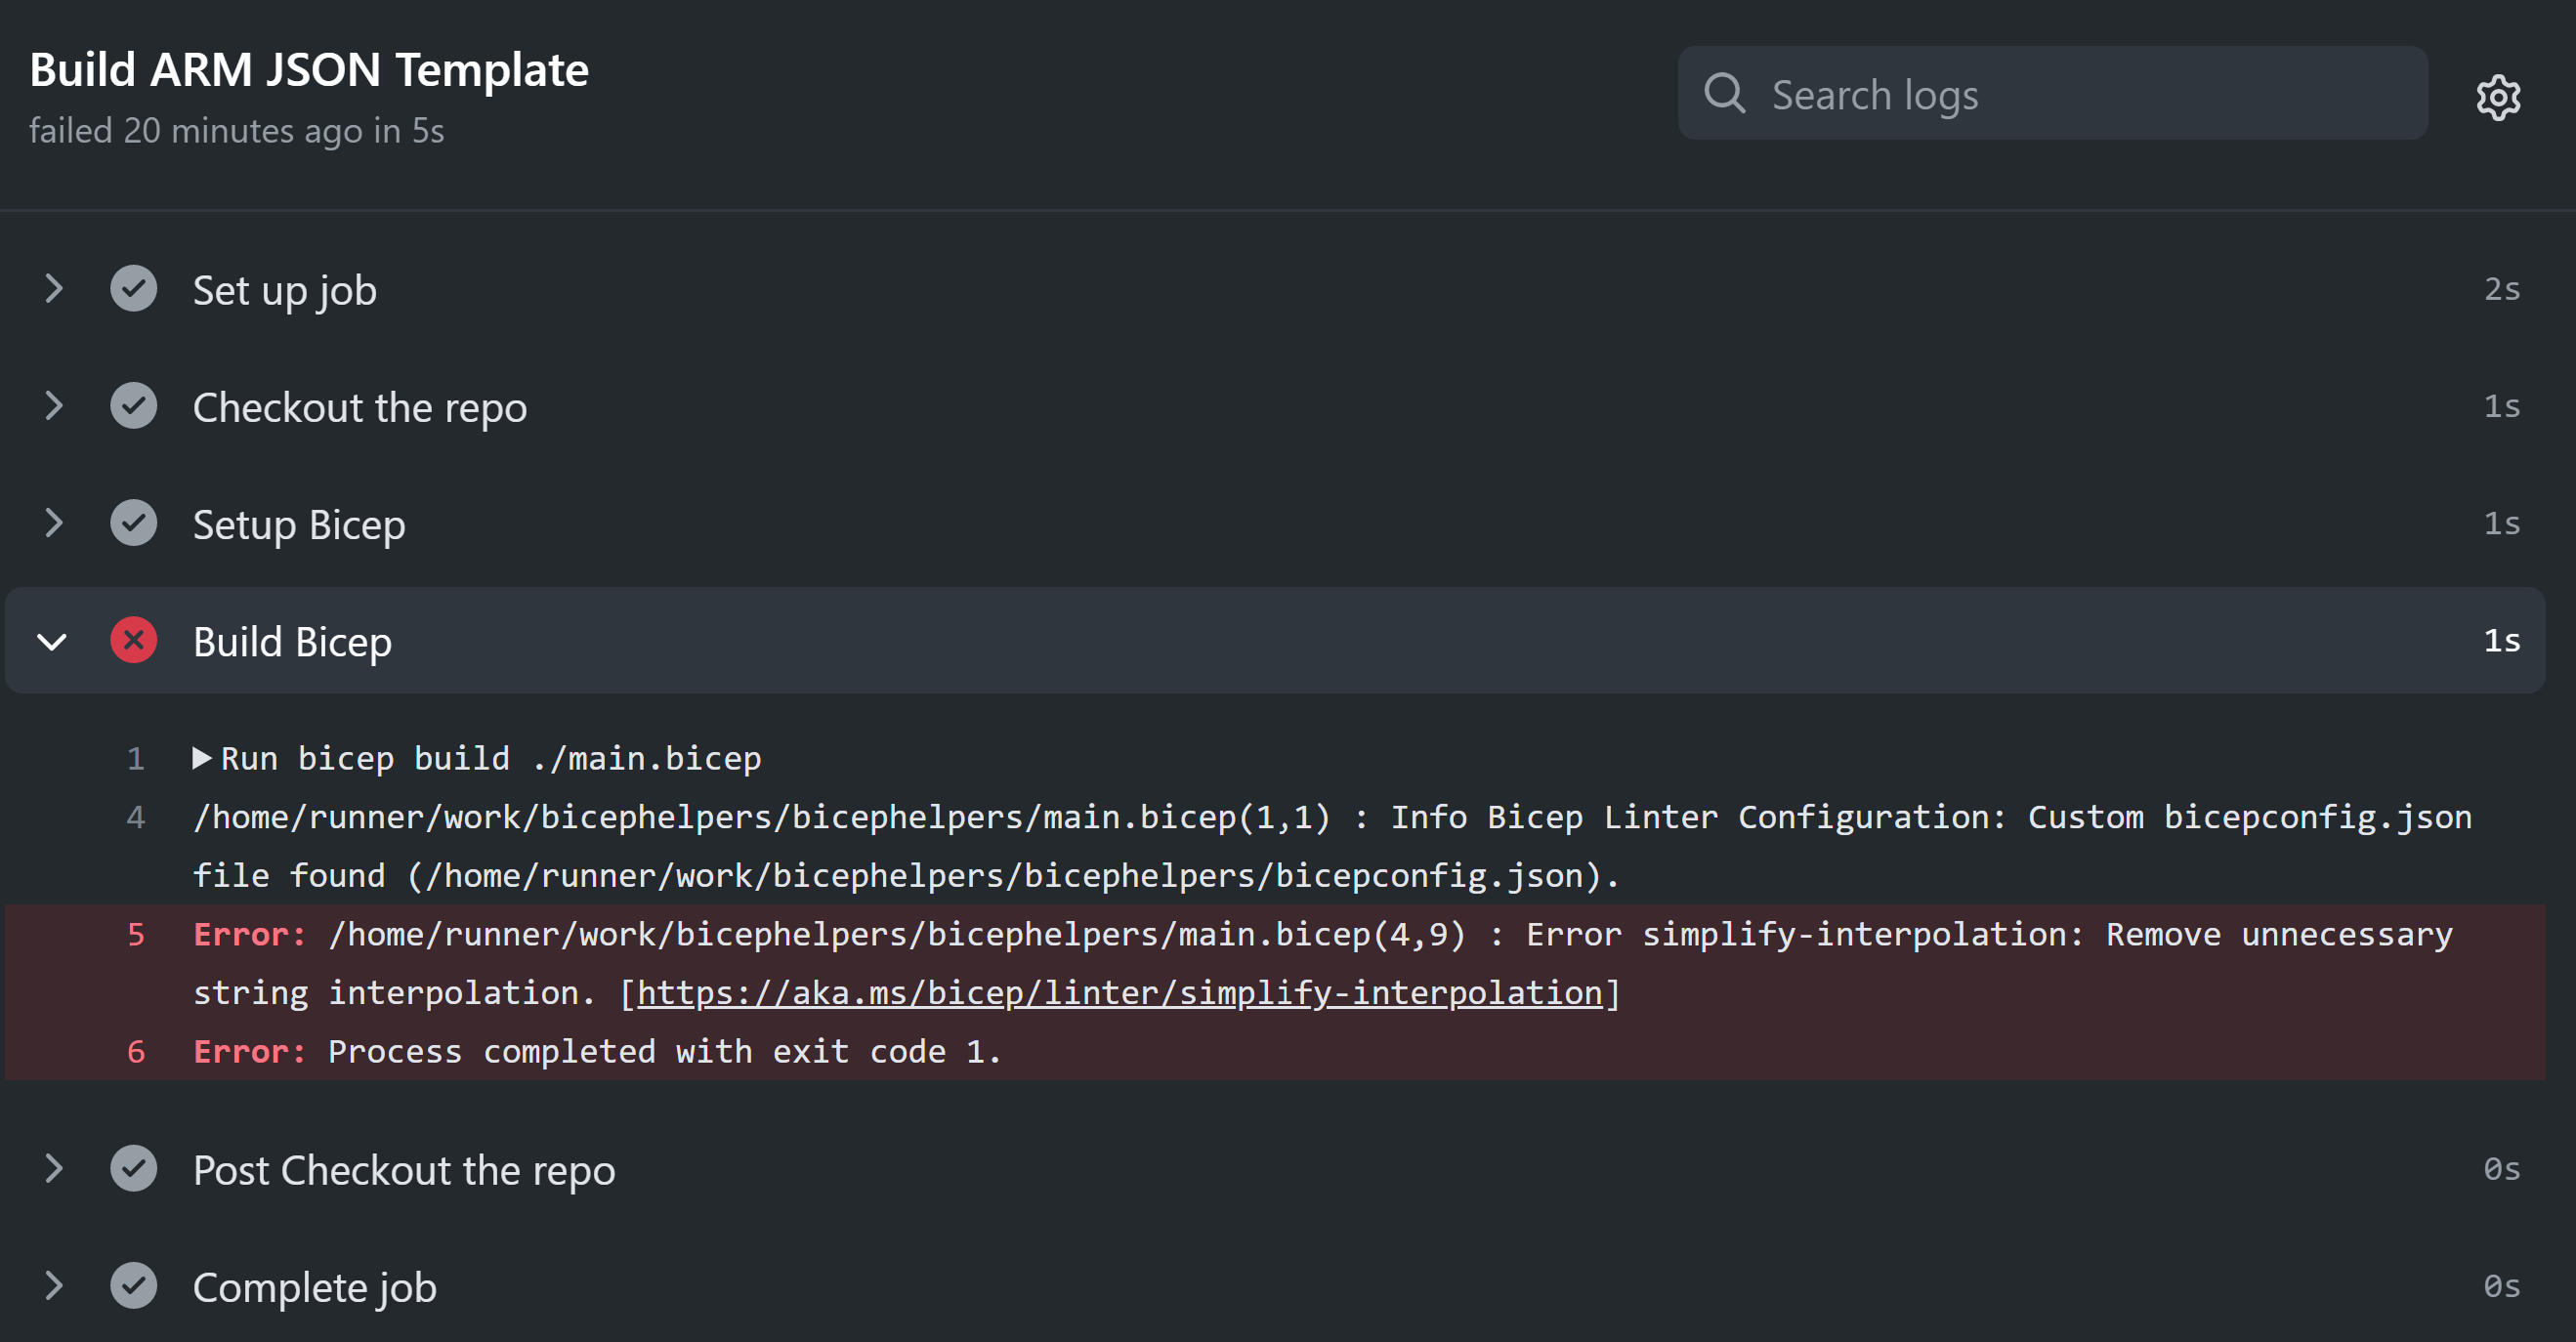 Build ARM JSON Template
Search logs
failed 20 minutes ago in 5s
Set up job 2s
Checkout the repo 1s
Setup Bicep 1s
Build Bicep 1s
1 Run bicep build ./main.bicep
4 /home/runner/work/bicephelpers/bicephelpers/main.bicep(1,1) : Info Bicep Linter Configuration: Custom bicepconfig.json
file found (/home/runner/work/bicephelpers/bicephelpers/bicepconfig.json).
5 Error: /home/runner/work/bicephelpers/bicephelpers/main.bicep(4,9) : Error simplify-interpolation: Remove unnecessary
string interpolation. [https://aka.ms/bicep/linter/simplify-interpolation]
6 Error: Process completed with exit code 1.
Post Checkout the repo 0s
Complete job 0s